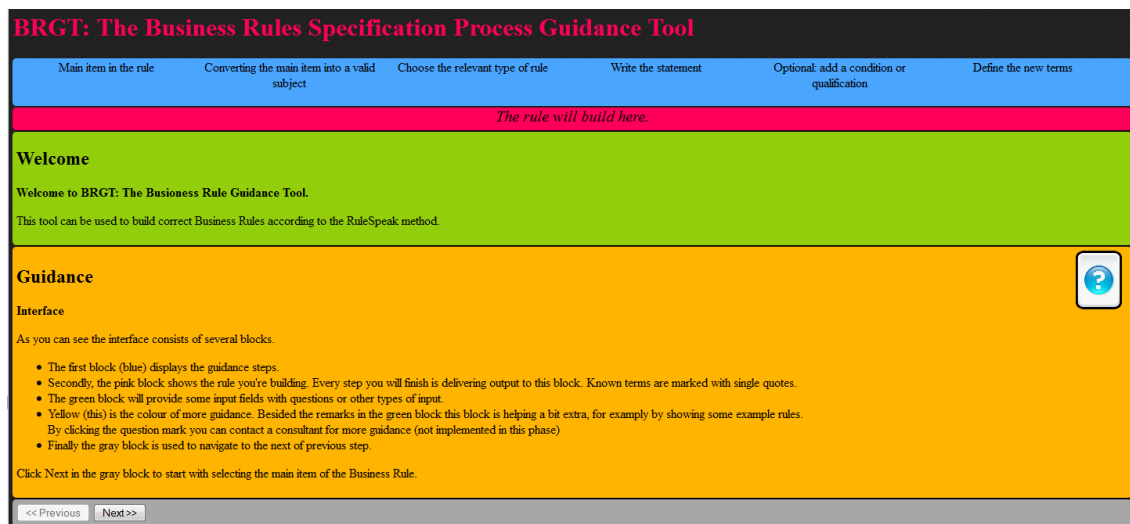 BRGT: The Business Rules Specification Process Guidance Tool
Main item in the rule
Converting the main item into a valid
subject
Choose the relevant type of rule
Write the statement
Optional: add a condition or
qualification
Define the new terms
The rule will build here.
Welcome
Welcome to BRGT: The Busioness Rule Guidance Tool.
This tool can be used to build correct Business Rules according to the RuleSpeak method.
Guidance
Interface
As you can see the interface consists of several blocks.
• The first block (blue) displays the guidance steps.
• Secondly, the pink block shows the rule you're building. Every step you will finish is delivering output to this block. Known terms are marked with single quotes.
• The green block will provide some input fields with questions or other types of input.
• Yellow (this) is the colour of more guidance. Besided the remarks in the green block this block is helping a bit extra, for examply by showing some example rules.
By clicking the question mark you can contact a consultant for more guidance (not implemented in this phase)
• Finally the gray block is used to navigate to the next of previous step.
Click Next in the gray block to start with selecting the main item of the Business Rule.
<< Previous Next >>